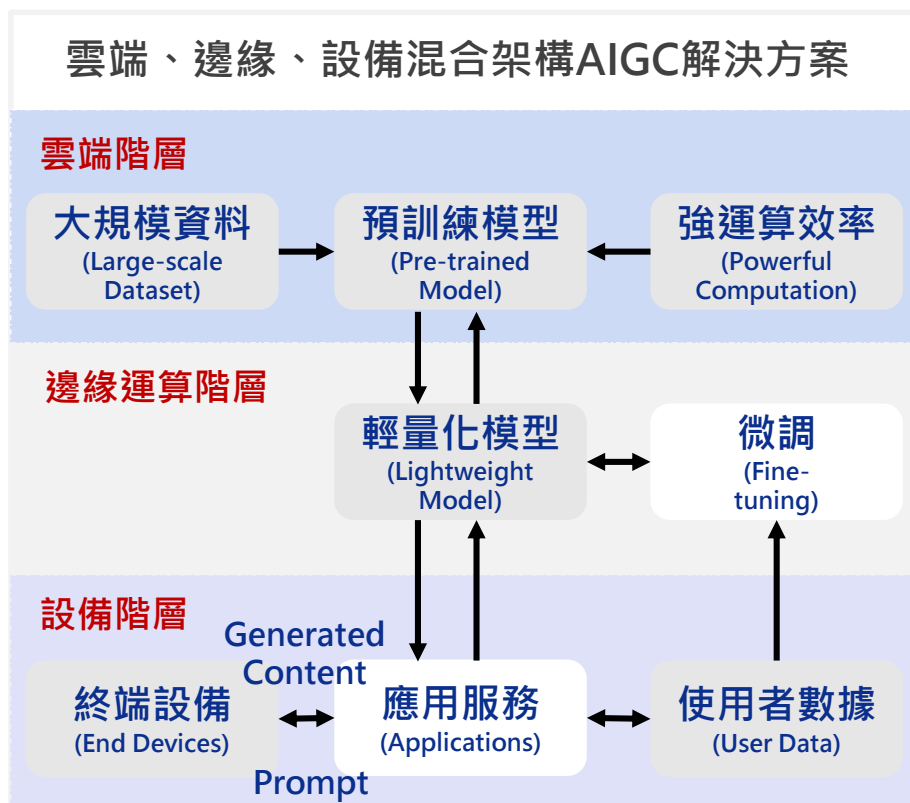 雲端、邊緣、設備混合架構AIGC解決方案
雲端階層
大規模資料
(Large-scale
Dataset)
預訓練模型
(Pre-trained
Model)
強運算效率
(Powerful
Computation)
邊緣運算階層
輕量化模型
(Lightweight
Model)
微調
(Fine-
tuning)
設備階層
Generated
Content
終端設備
(End Devices)
應用服務
(Applications)
使用者數據
(User Data)
Prompt